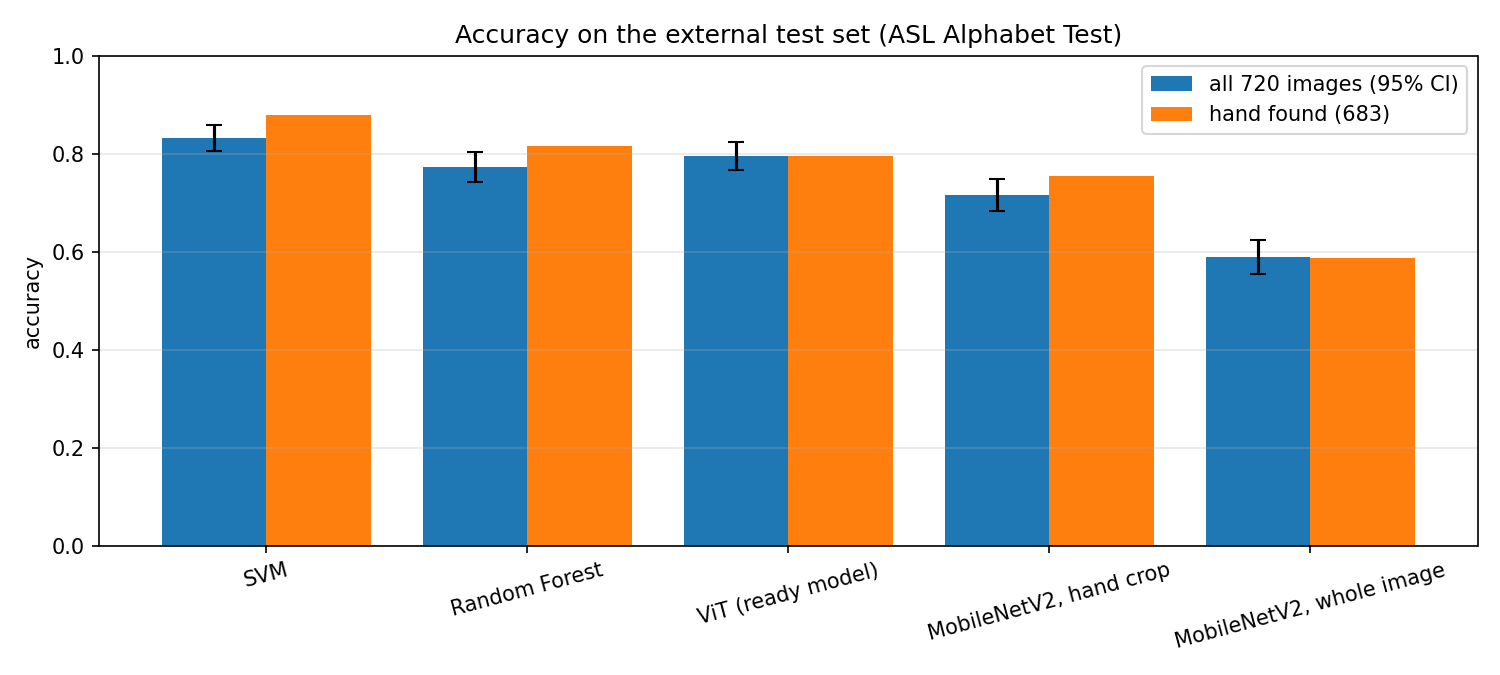 Accuracy on the external test set (ASL Alphabet Test)
all 720 images (95% CI)
hand found (683)
accuracy
1.0
0.8
0.6
0.4
0.2
0.0
SVM
Random Forest
ViT (ready model)
MobileNetV2, hand crop
MobileNetV2, whole image